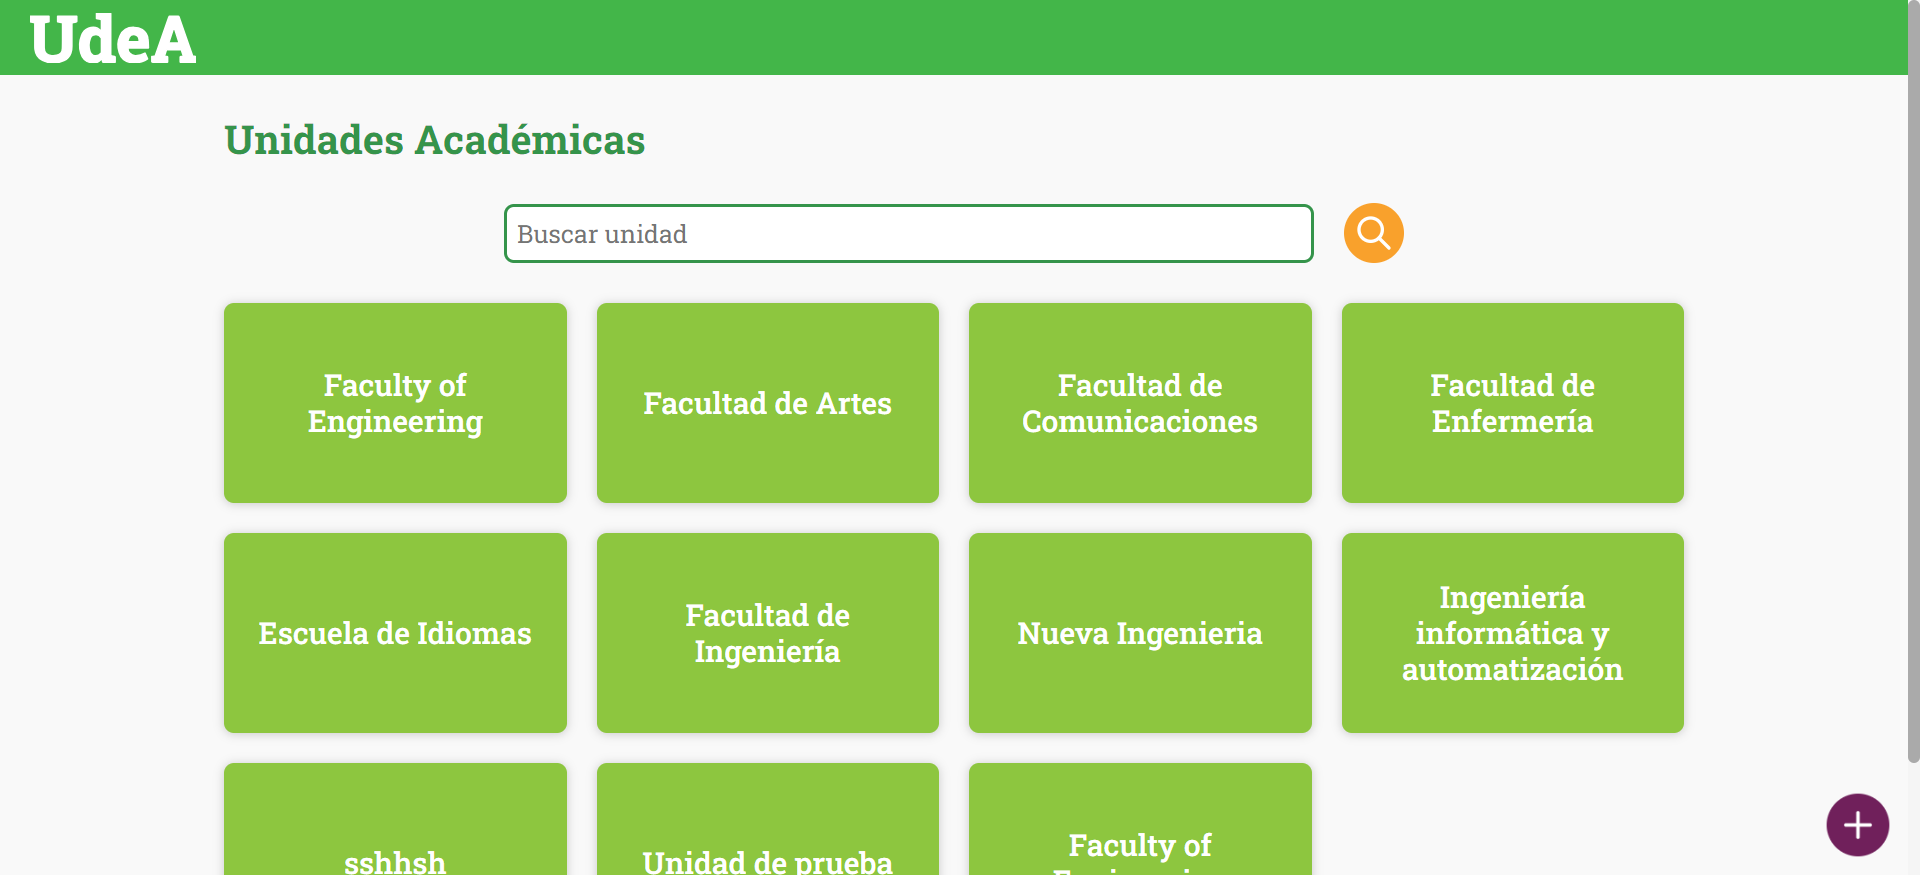 UdeA
Unidades Académicas
Buscar unidad
Faculty of
Engineering
Facultad de Artes
Facultad de
Comunicaciones
Facultad de
Enfermería
Escuela de Idiomas
Facultad de
Ingeniería
Nueva Ingenieria
Ingeniería
informática y
automatización
sshhsh
Unidad de prueba
Faculty of